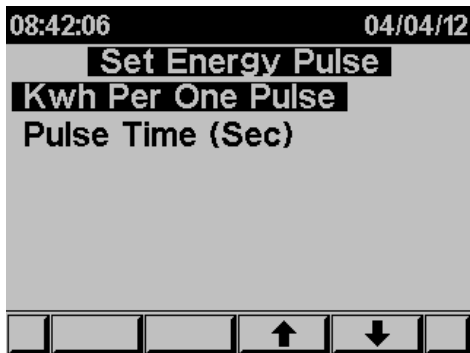 08:42:06 04/04/12
Set Energy Pulse
Kwh Per One Pulse
Pulse Time (Sec)